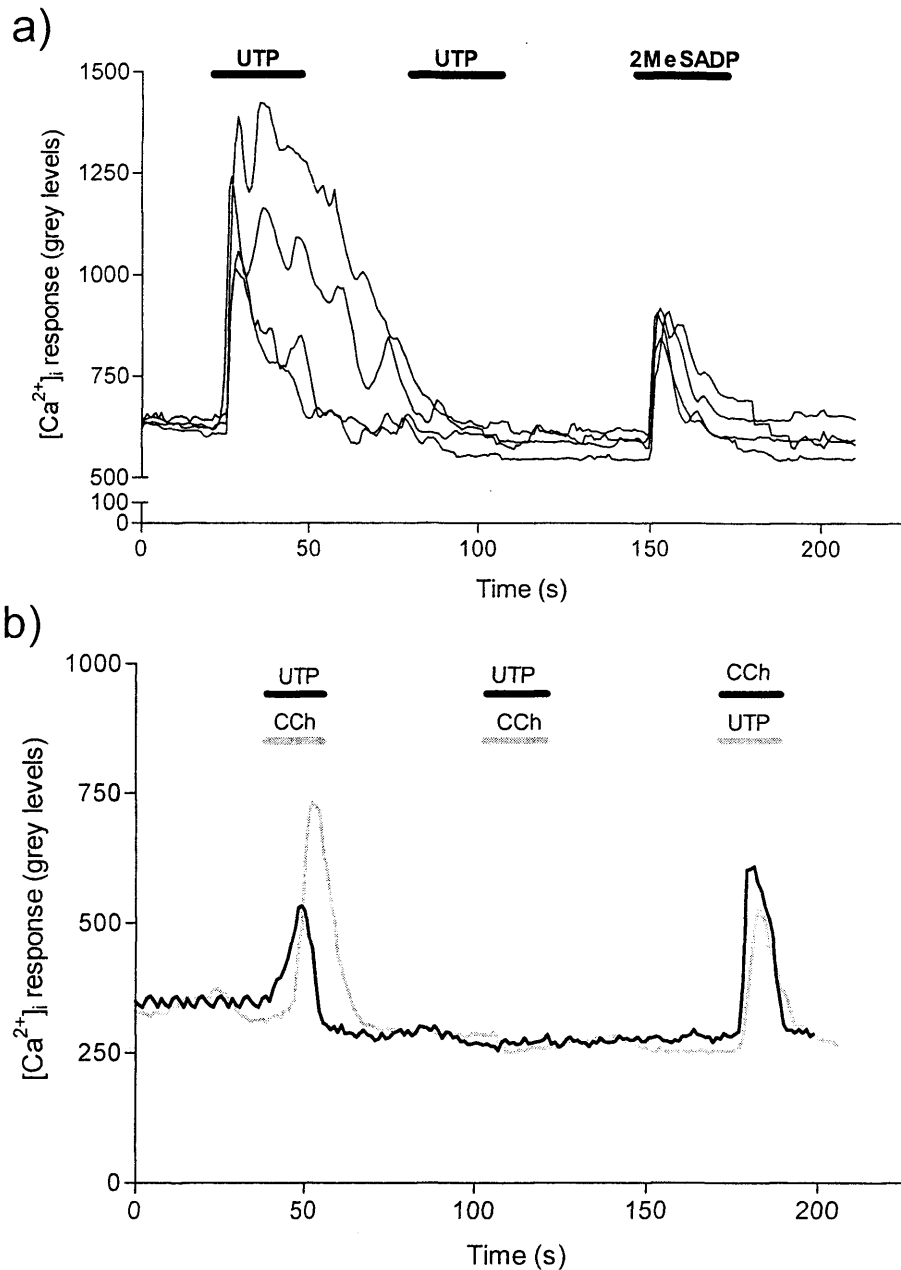 a)
UTP UTP 2MeSADP
1500
1250
1000
750
500
100
0
[Ca²⁺]ᵢ response (grey levels)
0 50 100 150 200
Time (s)
b)
1000
UTP UTP CCh
CCh CCh UTP
750
500
250
0
[Ca²⁺]ᵢ response (grey levels)
0 50 100 150 200
Time (s)